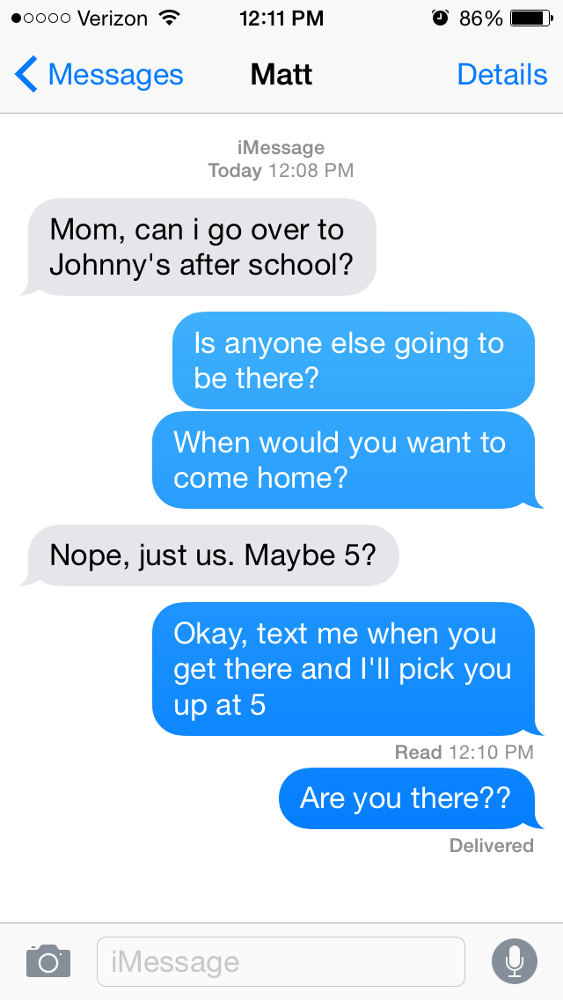 Verizon 12:11 PM 86%
Messages Matt Details
iMessage
Today 12:08 PM
Mom, can i go over to
Johnny's after school?
Is anyone else going to
be there?
When would you want to
come home?
Nope, just us. Maybe 5?
Okay, text me when you
get there and I'll pick you
up at 5
Read 12:10 PM
Are you there??
Delivered
iMessage